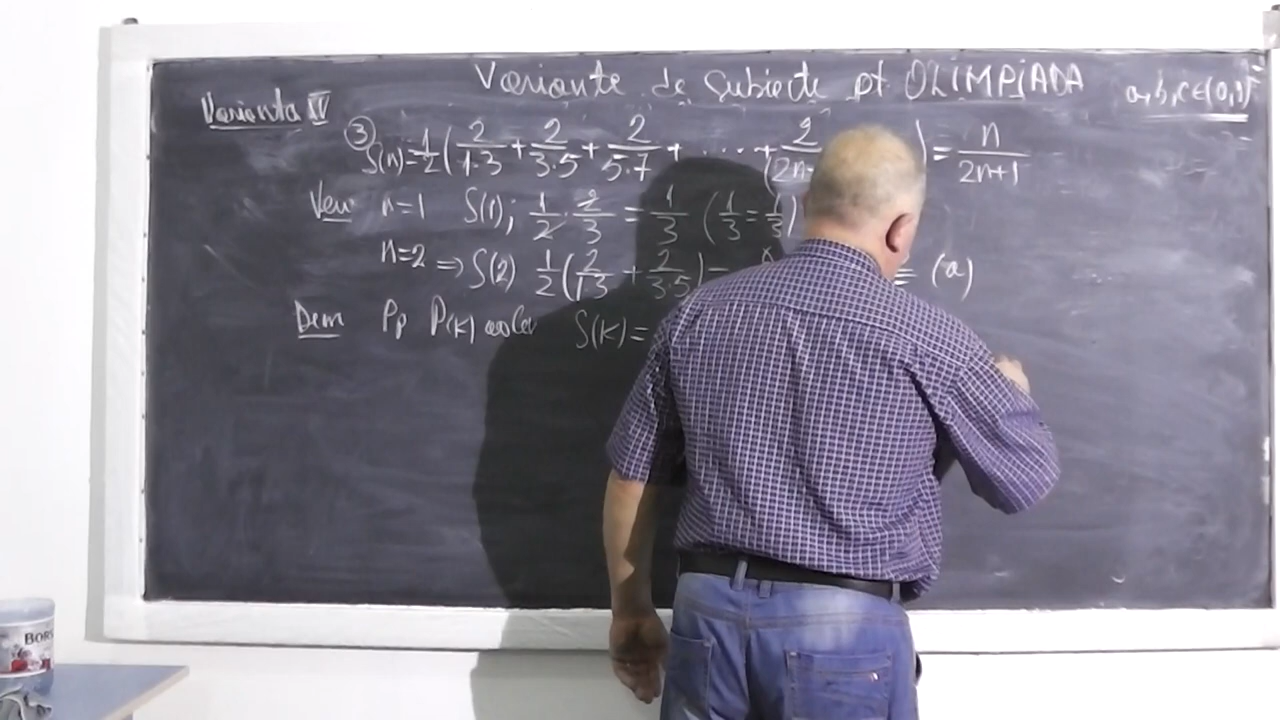 Variante de subiecte pt OLIMPIADA
a,b,c∈(0,1)
Varianta IV
③
S(n)=1/2(2/1·3+2/3·5+2/5·7+....+2/(2n-)=n/2n+1
Ver n=1 S(1); 1/2·2/3=1/3 (1/3=1/3)
n=2 => S(2) 1/2(2/1·3+2/3·5)= = (a)
Dem Pp P(k) S(k)=
BOR